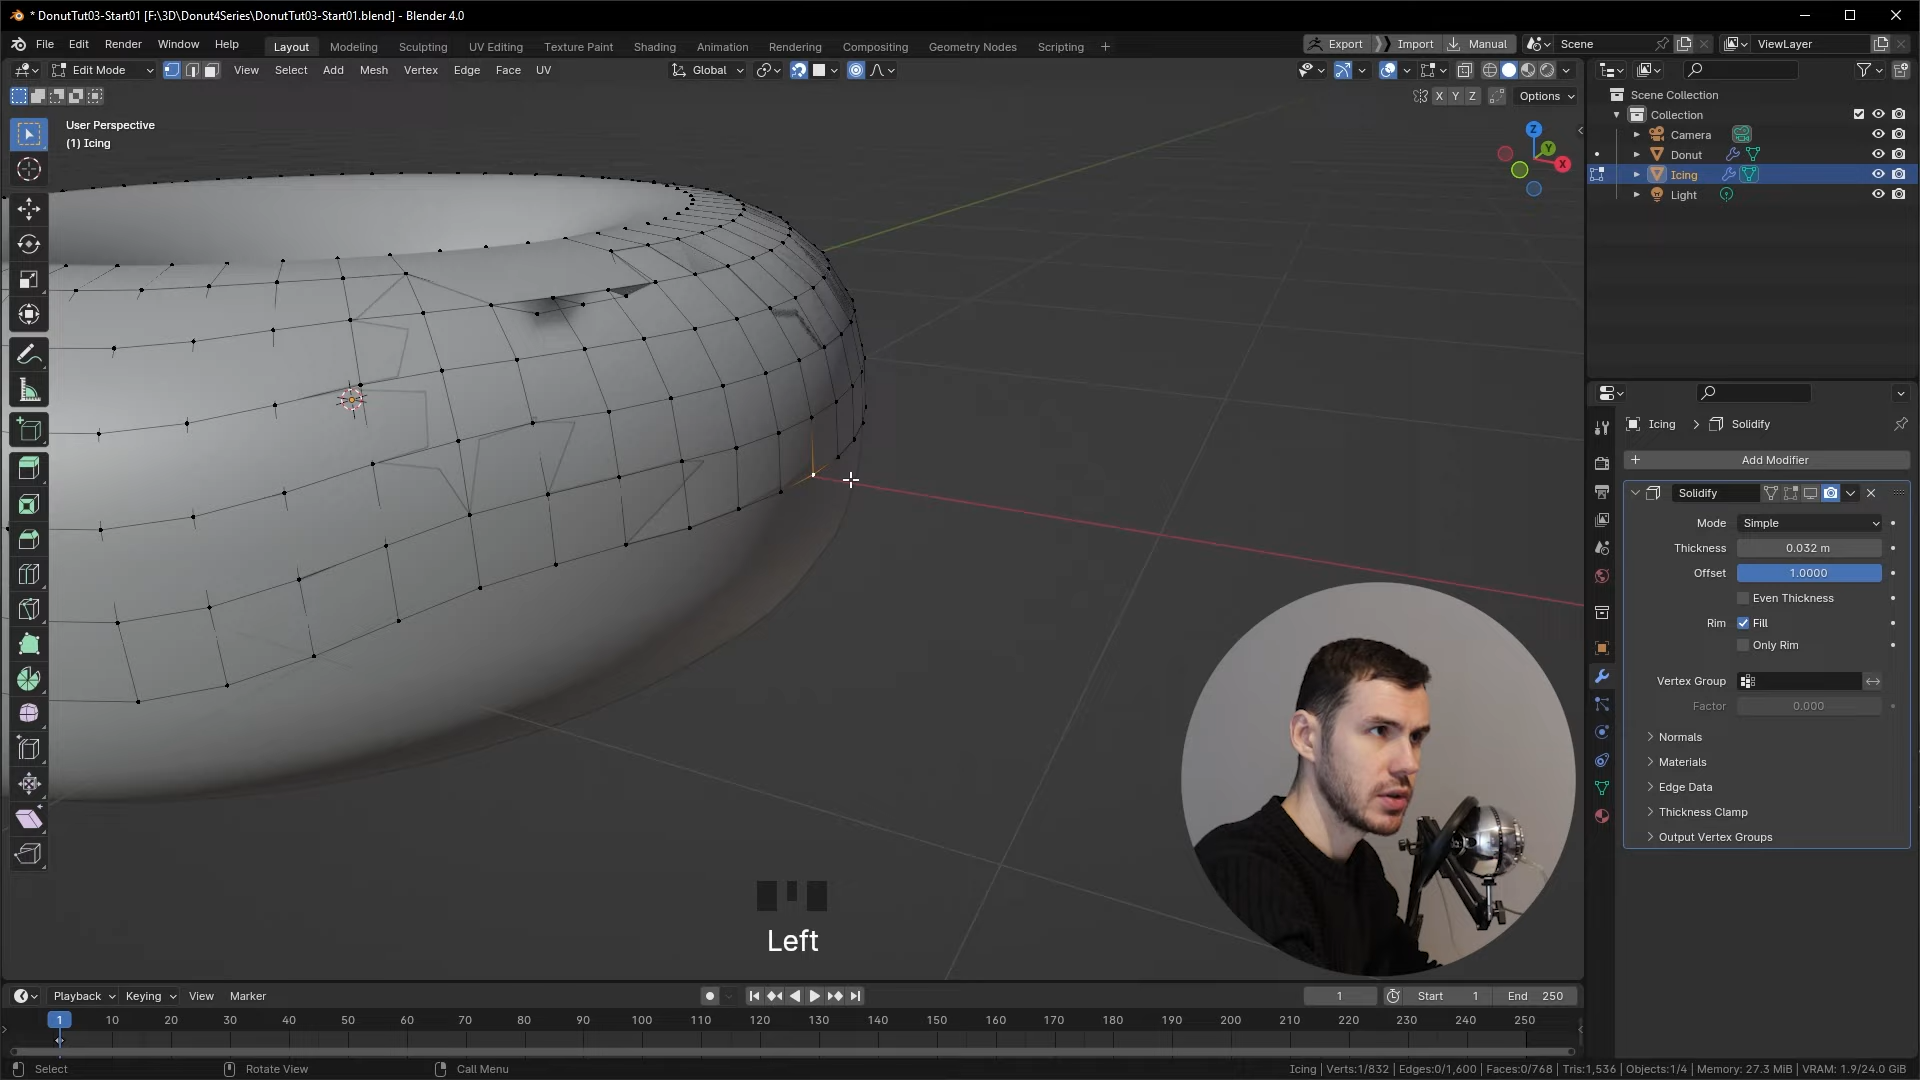 * DonutTut03-Start01 [F:\3D\Donut4Series\DonutTut03-Start01.blend] - Blender 4.0
File Edit Render Window Help Layout Modeling Sculpting UV Editing Texture Paint Shading Animation Rendering Compositing Geometry Nodes Scripting + Export Import Manual Scene ViewLayer
Edit Mode View Select Add Mesh Vertex Edge Face UV Global
X Y Z Options
User Perspective
(1) Icing
Z
Y
X
Scene Collection
Collection
Camera
Donut
Icing
Light
Icing > Solidify
+ Add Modifier
Solidify
Mode Simple
Thickness 0.032 m
Offset 1.0000
Even Thickness
Rim Fill
Only Rim
Vertex Group
Factor 0.000
Normals
Materials
Edge Data
Thickness Clamp
Output Vertex Groups
Left
Playback Keying View Marker 1 Start 1 End 250
1 10 20 30 40 50 60 70 80 90 100 110 120 130 140 150 160 170 180 190 200 210 220 230 240 250
Select Rotate View Call Menu Icing | Verts:1/832 | Edges:0/1,600 | Faces:0/768 | Tris:1,536 | Objects:1/4 | Memory: 27.3 MiB | VRAM: 1.9/24.0 GiB